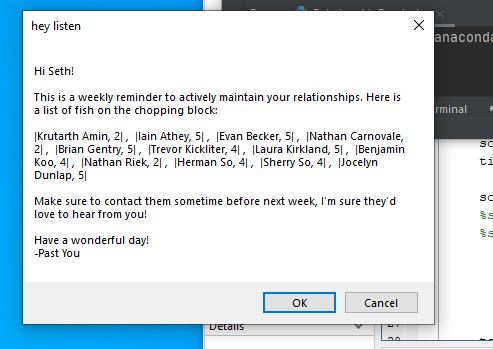 hey listen
Hi Seth!
This is a weekly reminder to actively maintain your relationships. Here is
a list of fish on the chopping block:
|Krutarth Amin, 2| ,  |Iain Athey, 5| ,  |Evan Becker, 5| ,  |Nathan Carnovale,
2| ,  |Brian Gentry, 5| ,  |Trevor Kickliter, 4| ,  |Laura Kirkland, 5| ,  |Benjamin
Koo, 4| ,  |Nathan Riek, 2| ,  |Herman So, 4| ,  |Sherry So, 4| ,  |Jocelyn
Dunlap, 5|
Make sure to contact them sometime before next week, I'm sure they'd
love to hear from you!
Have a wonderful day!
-Past You
OK
Cancel
anaconda
rminal
so
ti
so
%s
%s
Details